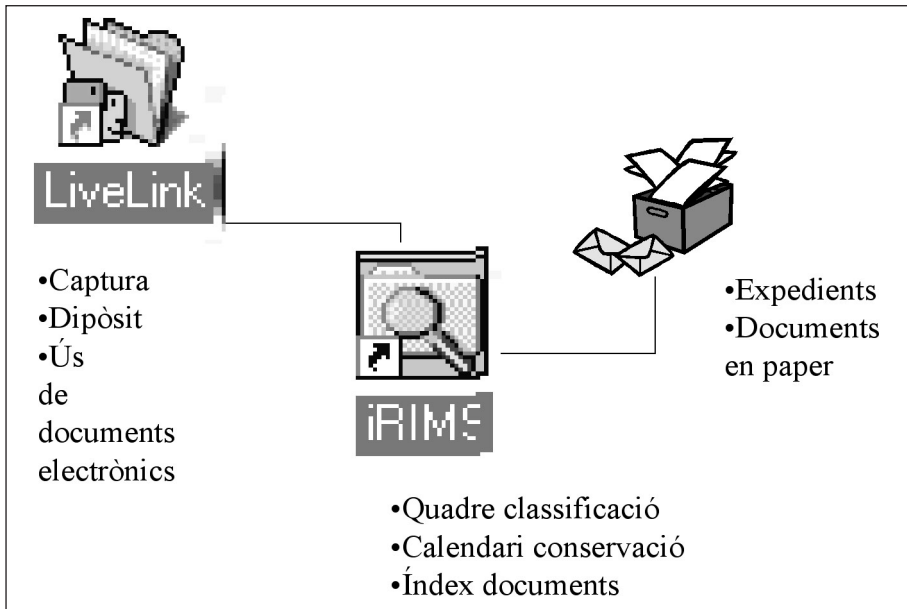 LiveLink
•Captura
•Dipòsit
•Ús
de
documents
electrònics
iRIMS
•Quadre classificació
•Calendari conservació
•Índex documents
•Expedients
•Documents
en paper